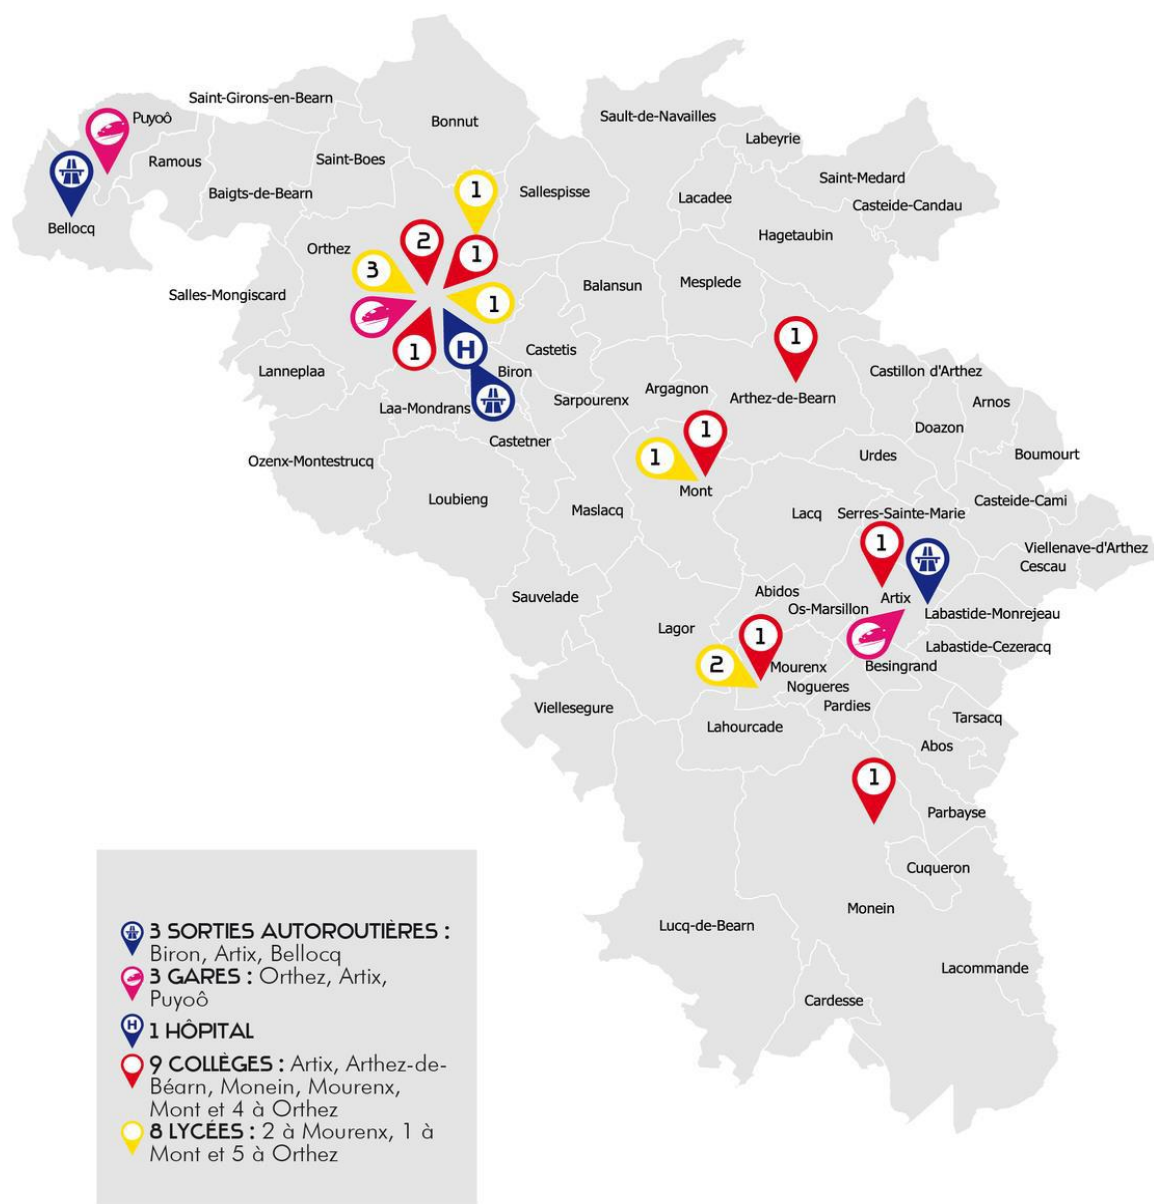 Saint-Girons-en-Bearn
Puyoô
Bonnut
Sault-de-Navailles
Labeyrie
Ramous
Saint-Boes
Saint-Medard
Baigts-de-Bearn
1
Sallespisse
Lacadee
Casteide-Candau
Bellocq
Hagetaubin
Orthez
2
1
3
Balansun
Mesplede
Salles-Mongiscard
1
1
H
1
Castetis
Lanneplaa
Biron
Castillon d'Arthez
Argagnon
Sarpourenx
Arthez-de-Bearn
Arnos
Laa-Mondrans
Doazon
1
Castetner
Boumourt
Ozenx-Montestrucq
1
Urdes
Mont
Loubieng
Casteide-Cami
Maslacq
Lacq
Serres-Sainte-Marie
1
Viellenave-d'Arthez
Cescau
Sauvelade
Abidos
Artix
Os-Marsillon
Labastide-Monrejeau
Lagor
1
Labastide-Cezeracq
2
Mourenx
Besingrand
Nogueres
Viellesegure
Pardies
Tarsacq
Lahourcade
Abos
1
Parbayse
Cuqueron
Monein
Lucq-de-Bearn
Lacommande
Cardesse
3 SORTIES AUTOROUTIÈRES :
Biron, Artix, Bellocq
3 GARES : Orthez, Artix,
Puyoô
H 1 HÔPITAL
9 COLLÈGES : Artix, Arthez-de-
Béarn, Monein, Mourenx,
Mont et 4 à Orthez
8 LYCÉES : 2 à Mourenx, 1 à
Mont et 5 à Orthez